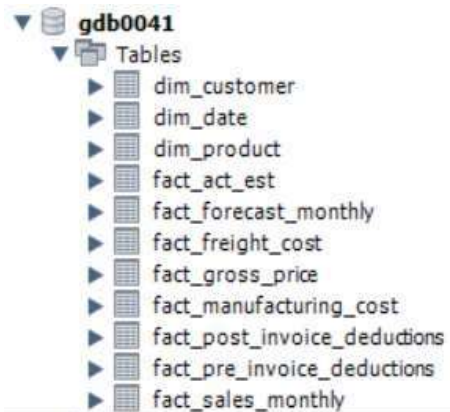 gdb0041
Tables
dim_customer
dim_date
dim_product
fact_act_est
fact_forecast_monthly
fact_freight_cost
fact_gross_price
fact_manufacturing_cost
fact_post_invoice_deductions
fact_pre_invoice_deductions
fact_sales_monthly